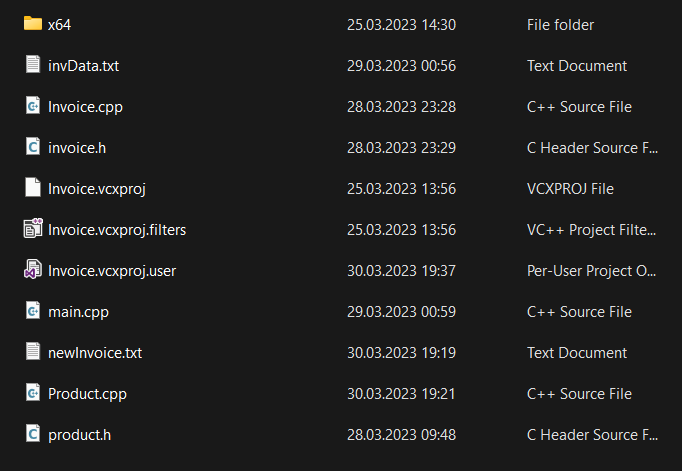 x64 25.03.2023 14:30 File folder
invData.txt 29.03.2023 00:56 Text Document
Invoice.cpp 28.03.2023 23:28 C++ Source File
invoice.h 28.03.2023 23:29 C Header Source F...
Invoice.vcxproj 25.03.2023 13:56 VCXPROJ File
Invoice.vcxproj.filters 25.03.2023 13:56 VC++ Project Filte...
Invoice.vcxproj.user 30.03.2023 19:37 Per-User Project O...
main.cpp 29.03.2023 00:59 C++ Source File
newInvoice.txt 30.03.2023 19:19 Text Document
Product.cpp 30.03.2023 19:21 C++ Source File
product.h 28.03.2023 09:48 C Header Source F...